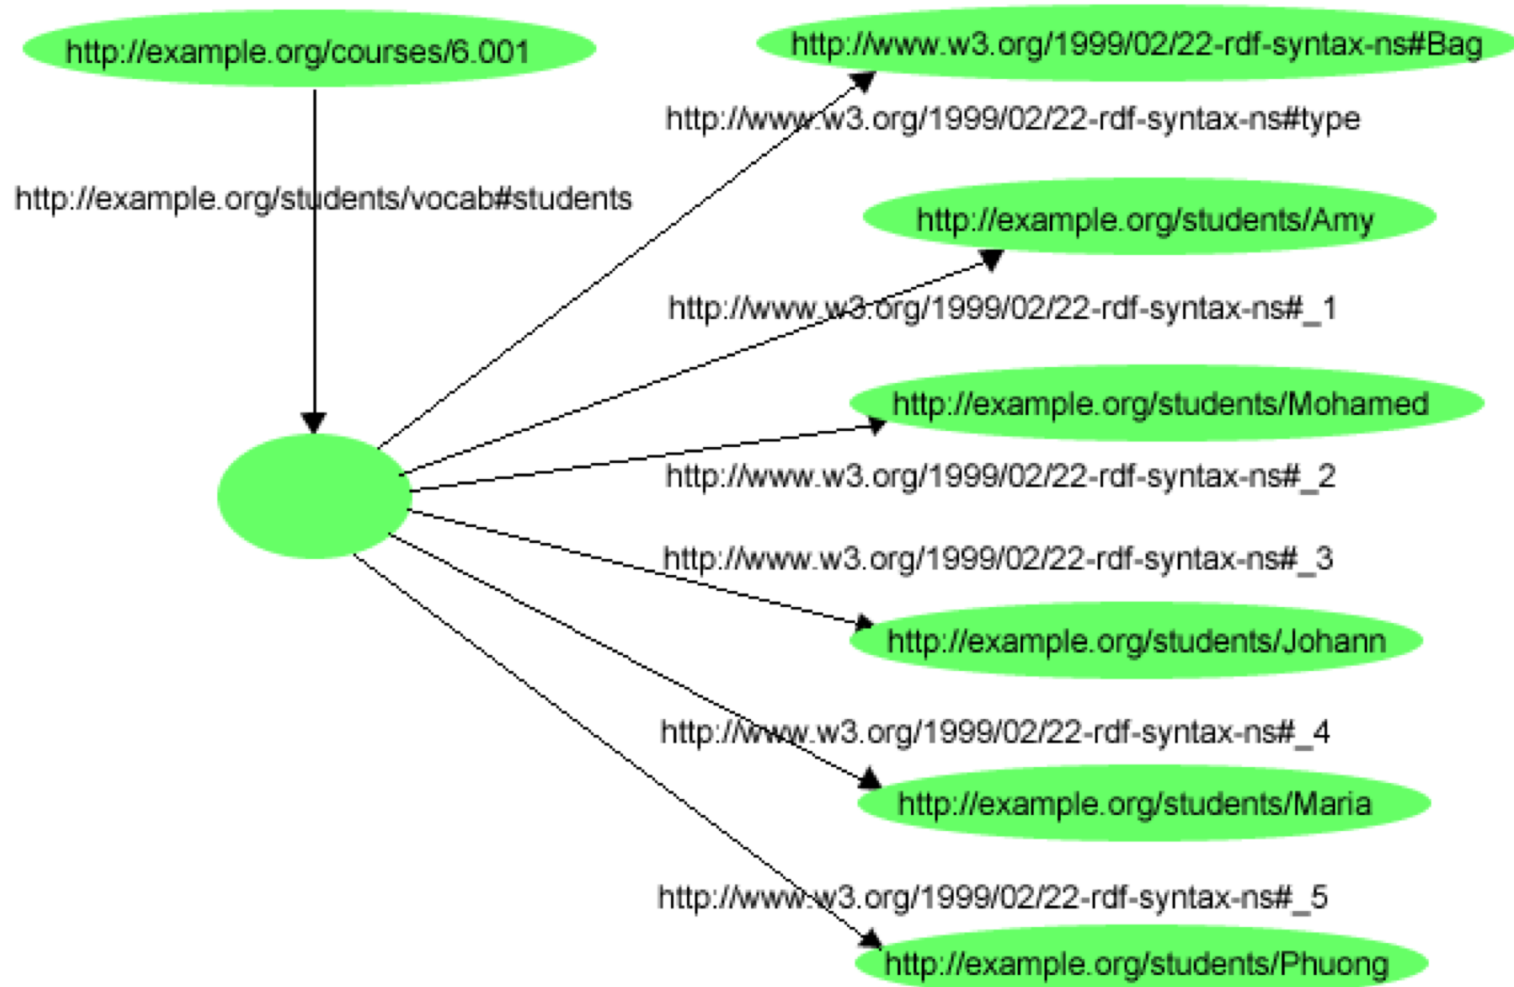 http://example.org/courses/6.001
http://www.w3.org/1999/02/22-rdf-syntax-ns#Bag
http://www.w3.org/1999/02/22-rdf-syntax-ns#type
http://example.org/students/vocab#students
http://example.org/students/Amy
http://www.w3.org/1999/02/22-rdf-syntax-ns#_1
http://example.org/students/Mohamed
http://www.w3.org/1999/02/22-rdf-syntax-ns#_2
http://www.w3.org/1999/02/22-rdf-syntax-ns#_3
http://example.org/students/Johann
http://www.w3.org/1999/02/22-rdf-syntax-ns#_4
http://example.org/students/Maria
http://www.w3.org/1999/02/22-rdf-syntax-ns#_5
http://example.org/students/Phuong